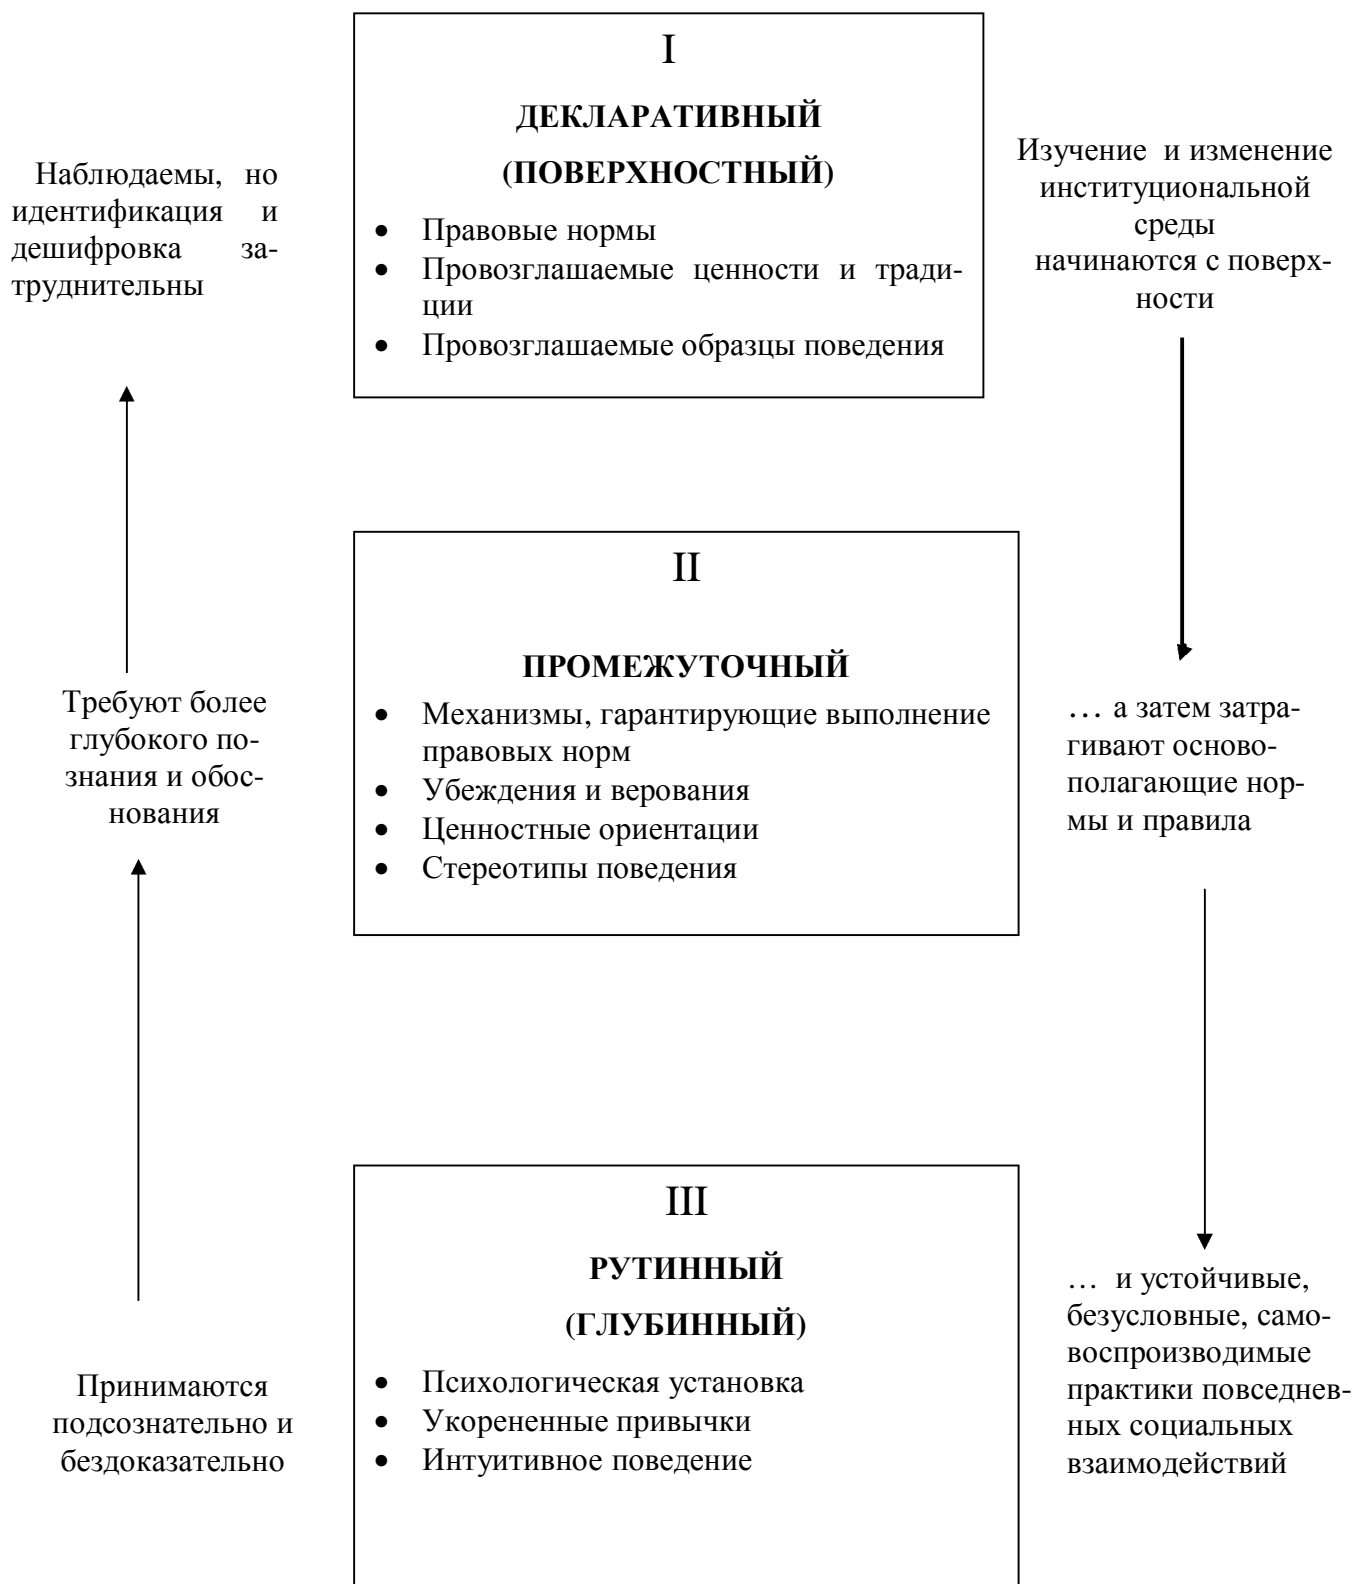 I
ДЕКЛАРАТИВНЫЙ
(ПОВЕРХНОСТНЫЙ)
• Правовые нормы
• Провозглашаемые ценности и тради-
ции
• Провозглашаемые образцы поведения
Наблюдаемы, но
идентификация и
дешифровка за-
труднительны
Изучение и изменение
институциональной
среды
начинаются с поверх-
ности
II
ПРОМЕЖУТОЧНЫЙ
• Механизмы, гарантирующие выполнение
правовых норм
• Убеждения и верования
• Ценностные ориентации
• Стереотипы поведения
Требуют более
глубокого по-
знания и обос-
нования
… а затем затра-
гивают осново-
полагающие нор-
мы и правила
III
РУТИННЫЙ
(ГЛУБИННЫЙ)
• Психологическая установка
• Укорененные привычки
• Интуитивное поведение
Принимаются
подсознательно и
бездоказательно
… и устойчивые,
безусловные, само-
воспроизводимые
практики повседнев-
ных социальных
взаимодействий